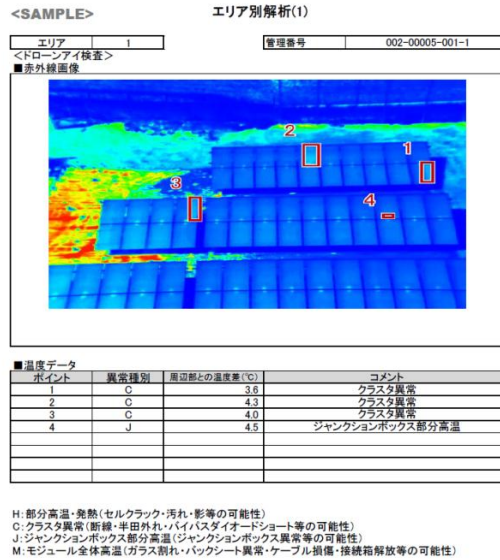 <SAMPLE>
エリア別解析(1)
エリア 1 管理番号 002-00005-001-1
<ドローンアイ検査>
■赤外線画像
2
1
3
4
■温度データ
ポイント 異常種別 周辺部との温度差(℃) コメント
1 C 3.6 クラスタ異常
2 C 4.3 クラスタ異常
3 C 4.0 クラスタ異常
4 J 4.5 ジャンクションボックス部分高温
H:部分高温・発熱(セルクラック・汚れ・影等の可能性)
C:クラスタ異常(断線・半田外れ・バイパスダイオードショート等の可能性)
J:ジャンクションボックス部分高温(ジャンクションボックス異常等の可能性)
M:モジュール全体高温(ガラス割れ・バックシート異常・ケーブル損傷・接続箱解放等の可能性)